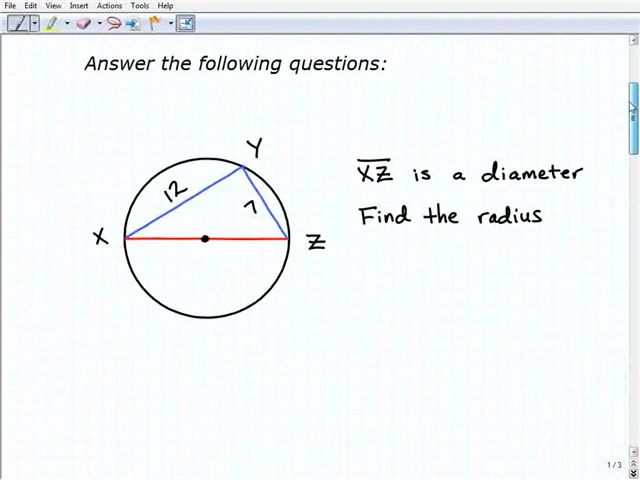 File Edit View Insert Actions Tools Help
Answer the following questions:
Y
12
7
X
Z
XZ is a diameter
Find the radius
1 / 3